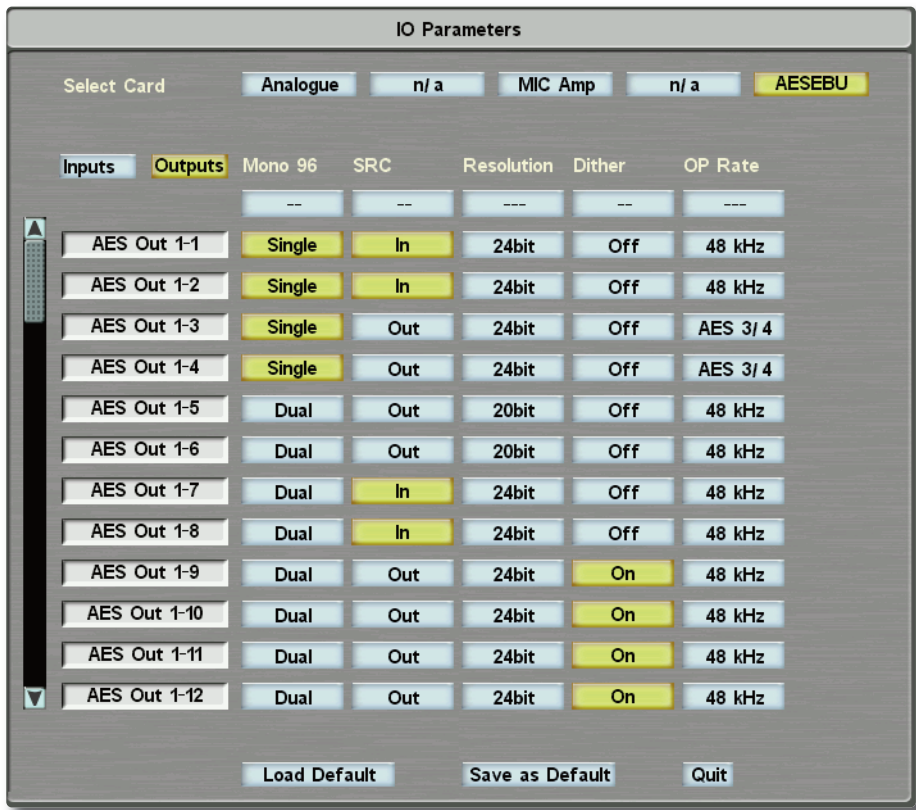 IO Parameters
Select Card Analogue n/a MIC Amp n/a AESEBU
Inputs Outputs Mono 96 SRC Resolution Dither OP Rate
-- -- --- -- ---
AES Out 1-1 Single In 24bit Off 48 kHz
AES Out 1-2 Single In 24bit Off 48 kHz
AES Out 1-3 Single Out 24bit Off AES 3/4
AES Out 1-4 Single Out 24bit Off AES 3/4
AES Out 1-5 Dual Out 20bit Off 48 kHz
AES Out 1-6 Dual Out 20bit Off 48 kHz
AES Out 1-7 Dual In 24bit Off 48 kHz
AES Out 1-8 Dual In 24bit Off 48 kHz
AES Out 1-9 Dual Out 24bit On 48 kHz
AES Out 1-10 Dual Out 24bit On 48 kHz
AES Out 1-11 Dual Out 24bit On 48 kHz
AES Out 1-12 Dual Out 24bit On 48 kHz
Load Default Save as Default Quit